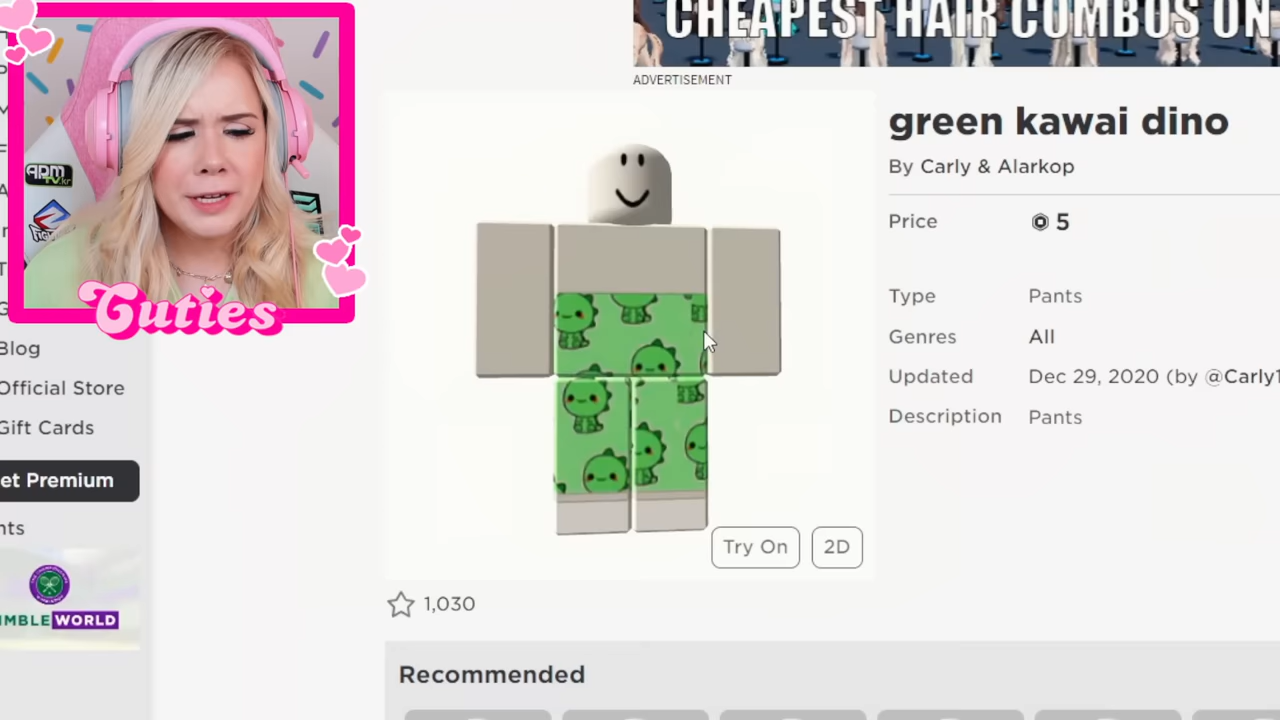 CHEAPEST HAIR COMBOS ON
ADVERTISEMENT
Cuties
green kawai dino
By Carly & Alarkop
Price
5
Type
Pants
Genres
All
Updated
Dec 29, 2020 (by @Carly1
Description
Pants
Blog
Official Store
Gift Cards
et Premium
nts
MBLEWORLD
Try On
2D
1,030
Recommended